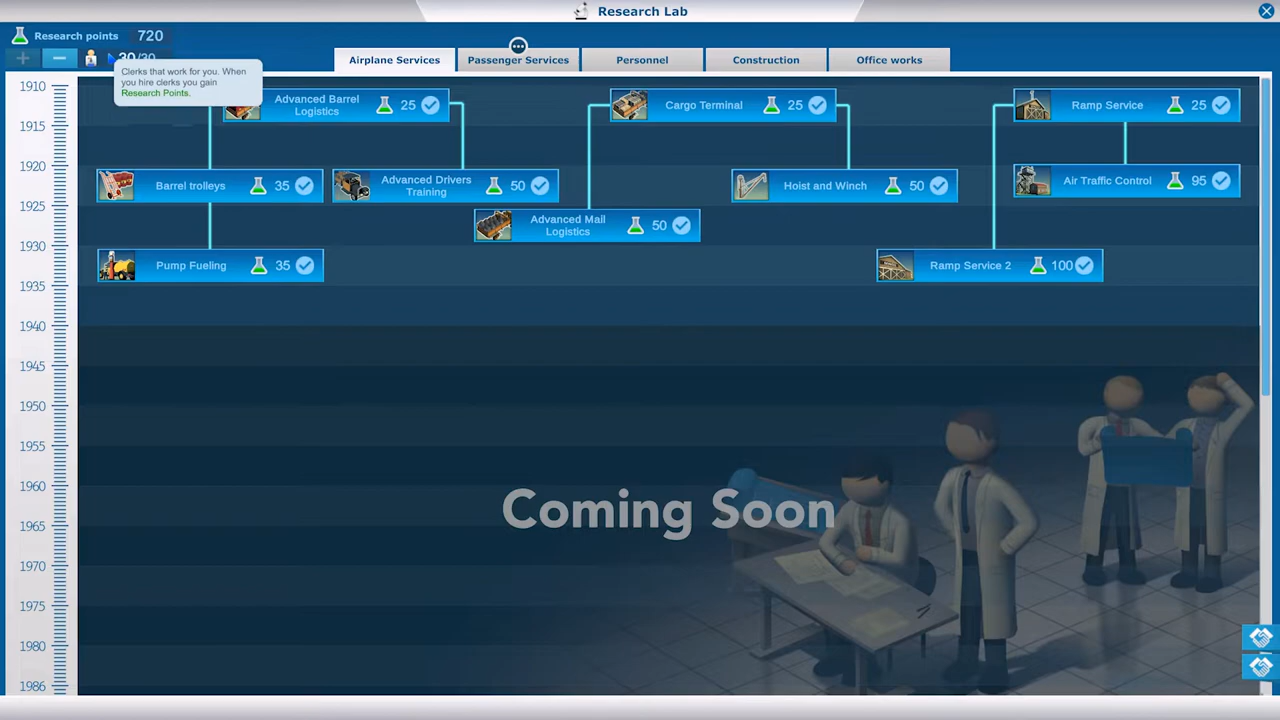 Research Lab
Research points 720
30/30
Clerks that work for you. When
you hire clerks you gain
Research Points.
Airplane Services
Passenger Services
Personnel
Construction
Office works
1910
1915
1920
1925
1930
1935
1940
1945
1950
1955
1960
1965
1970
1975
1980
1986
Advanced Barrel
Logistics
25
Cargo Terminal 25
Ramp Service 25
Barrel trolleys 35
Advanced Drivers
Training
50
Hoist and Winch 50
Air Traffic Control 95
Advanced Mail
Logistics
50
Pump Fueling 35
Ramp Service 2 100
Coming Soon